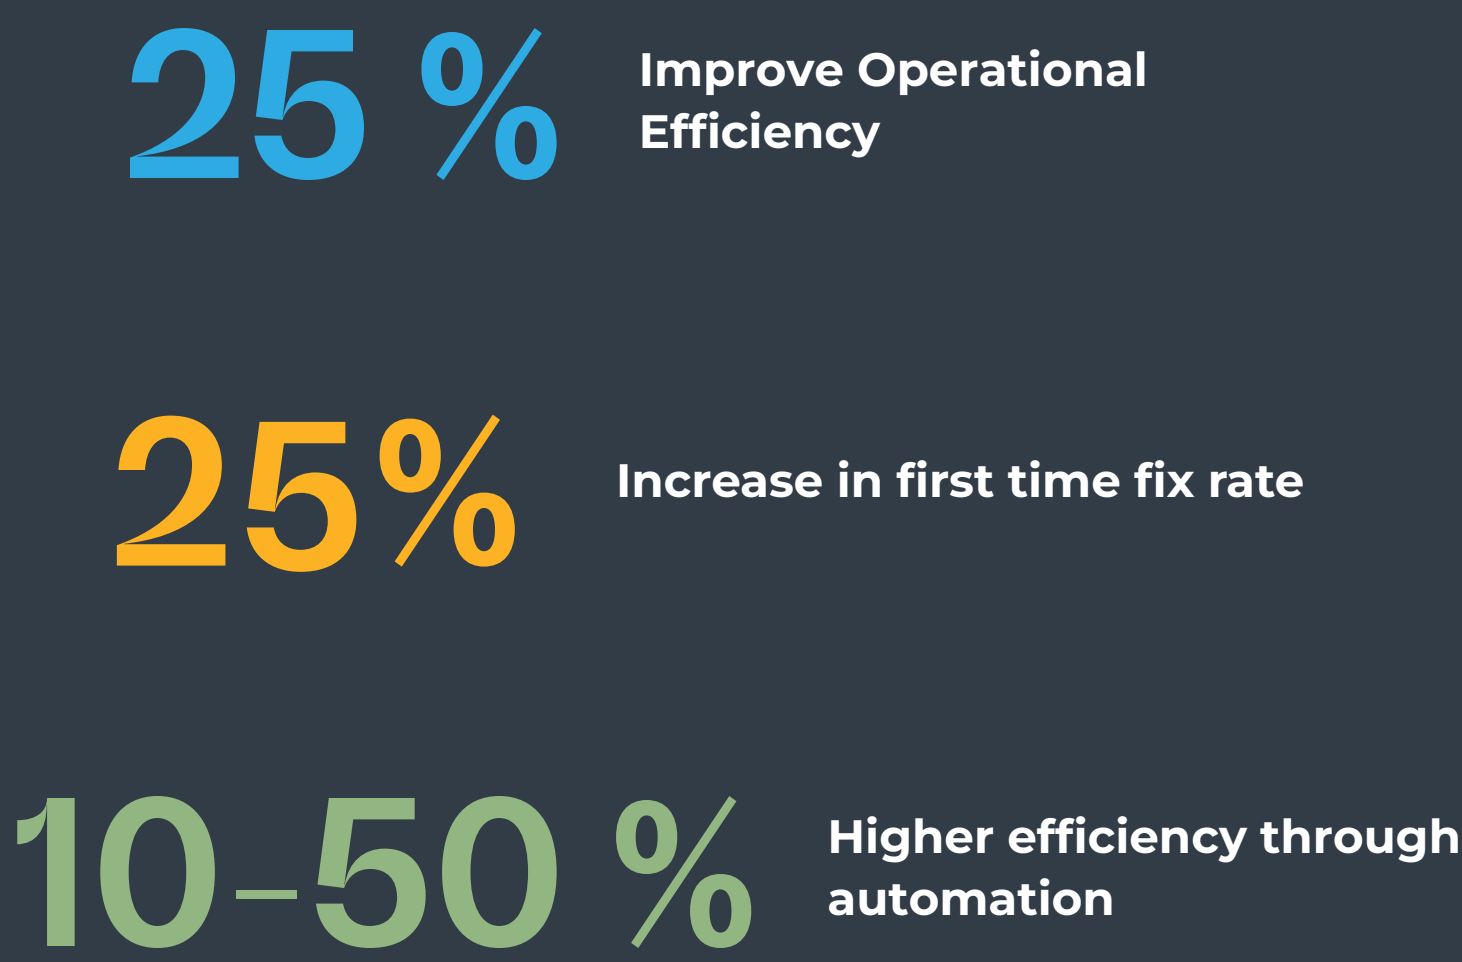 25 %
Improve Operational
Efficiency
25%
Increase in first time fix rate
10–50 %
Higher efficiency through
automation